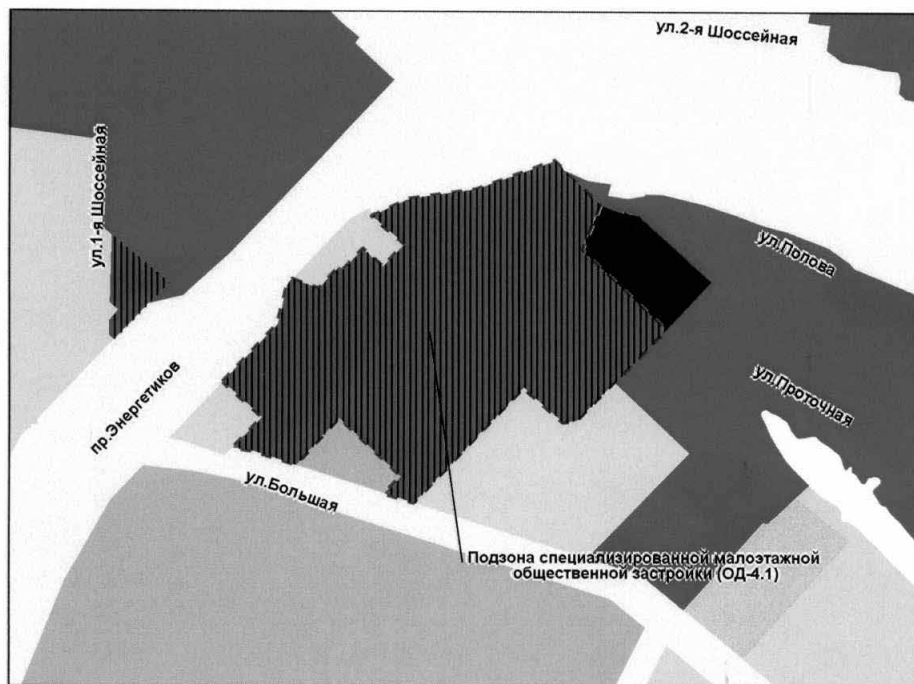 ул.2-я Шоссейная
ул.1-я Шоссейная
ул.Попова
ул.Проточная
пр.Энергетиков
ул.Большая
Подзона специализированной малоэтажной
общественной застройки (ОД-4.1)